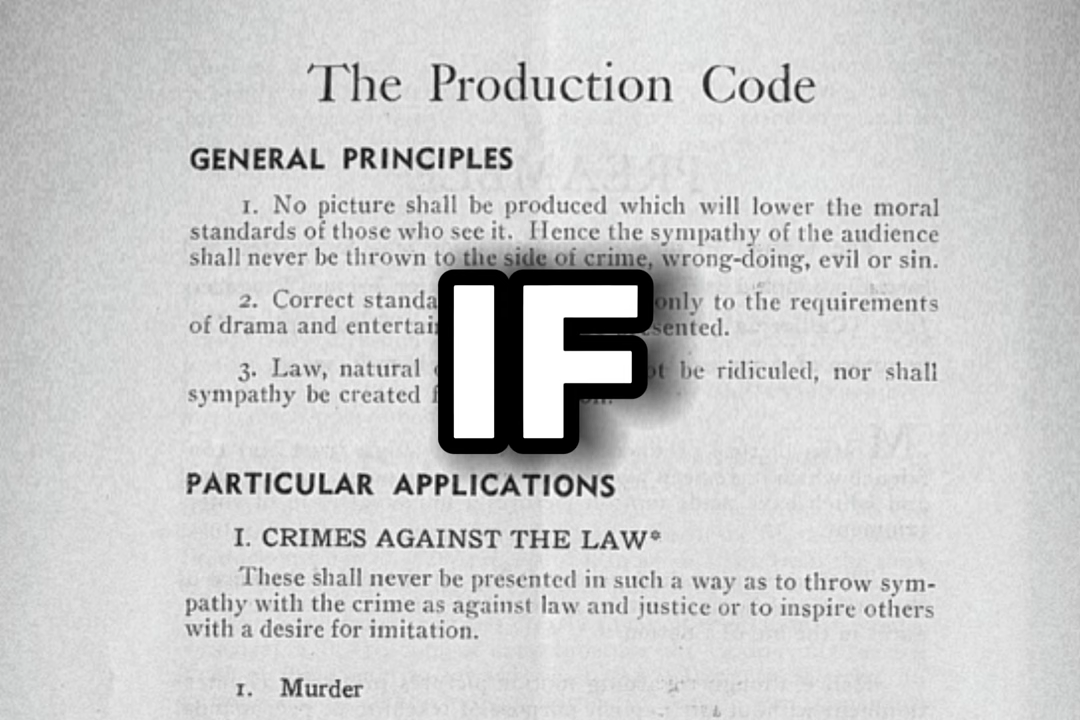 The Production Code
GENERAL PRINCIPLES
1. No picture shall be produced which will lower the moral
standards of those who see it. Hence the sympathy of the audience
shall never be thrown to the side of crime, wrong-doing, evil or sin.
2. Correct only to the requirements
of drama and
IF
3. Law, natural be ridiculed, nor shall
sympathy be created
PARTICULAR APPLICATIONS
I. CRIMES AGAINST THE LAW*
These shall never be presented in such a way as to throw sym-
pathy with the crime as against law and justice or to inspire others
with a desire for imitation.
1. Murder